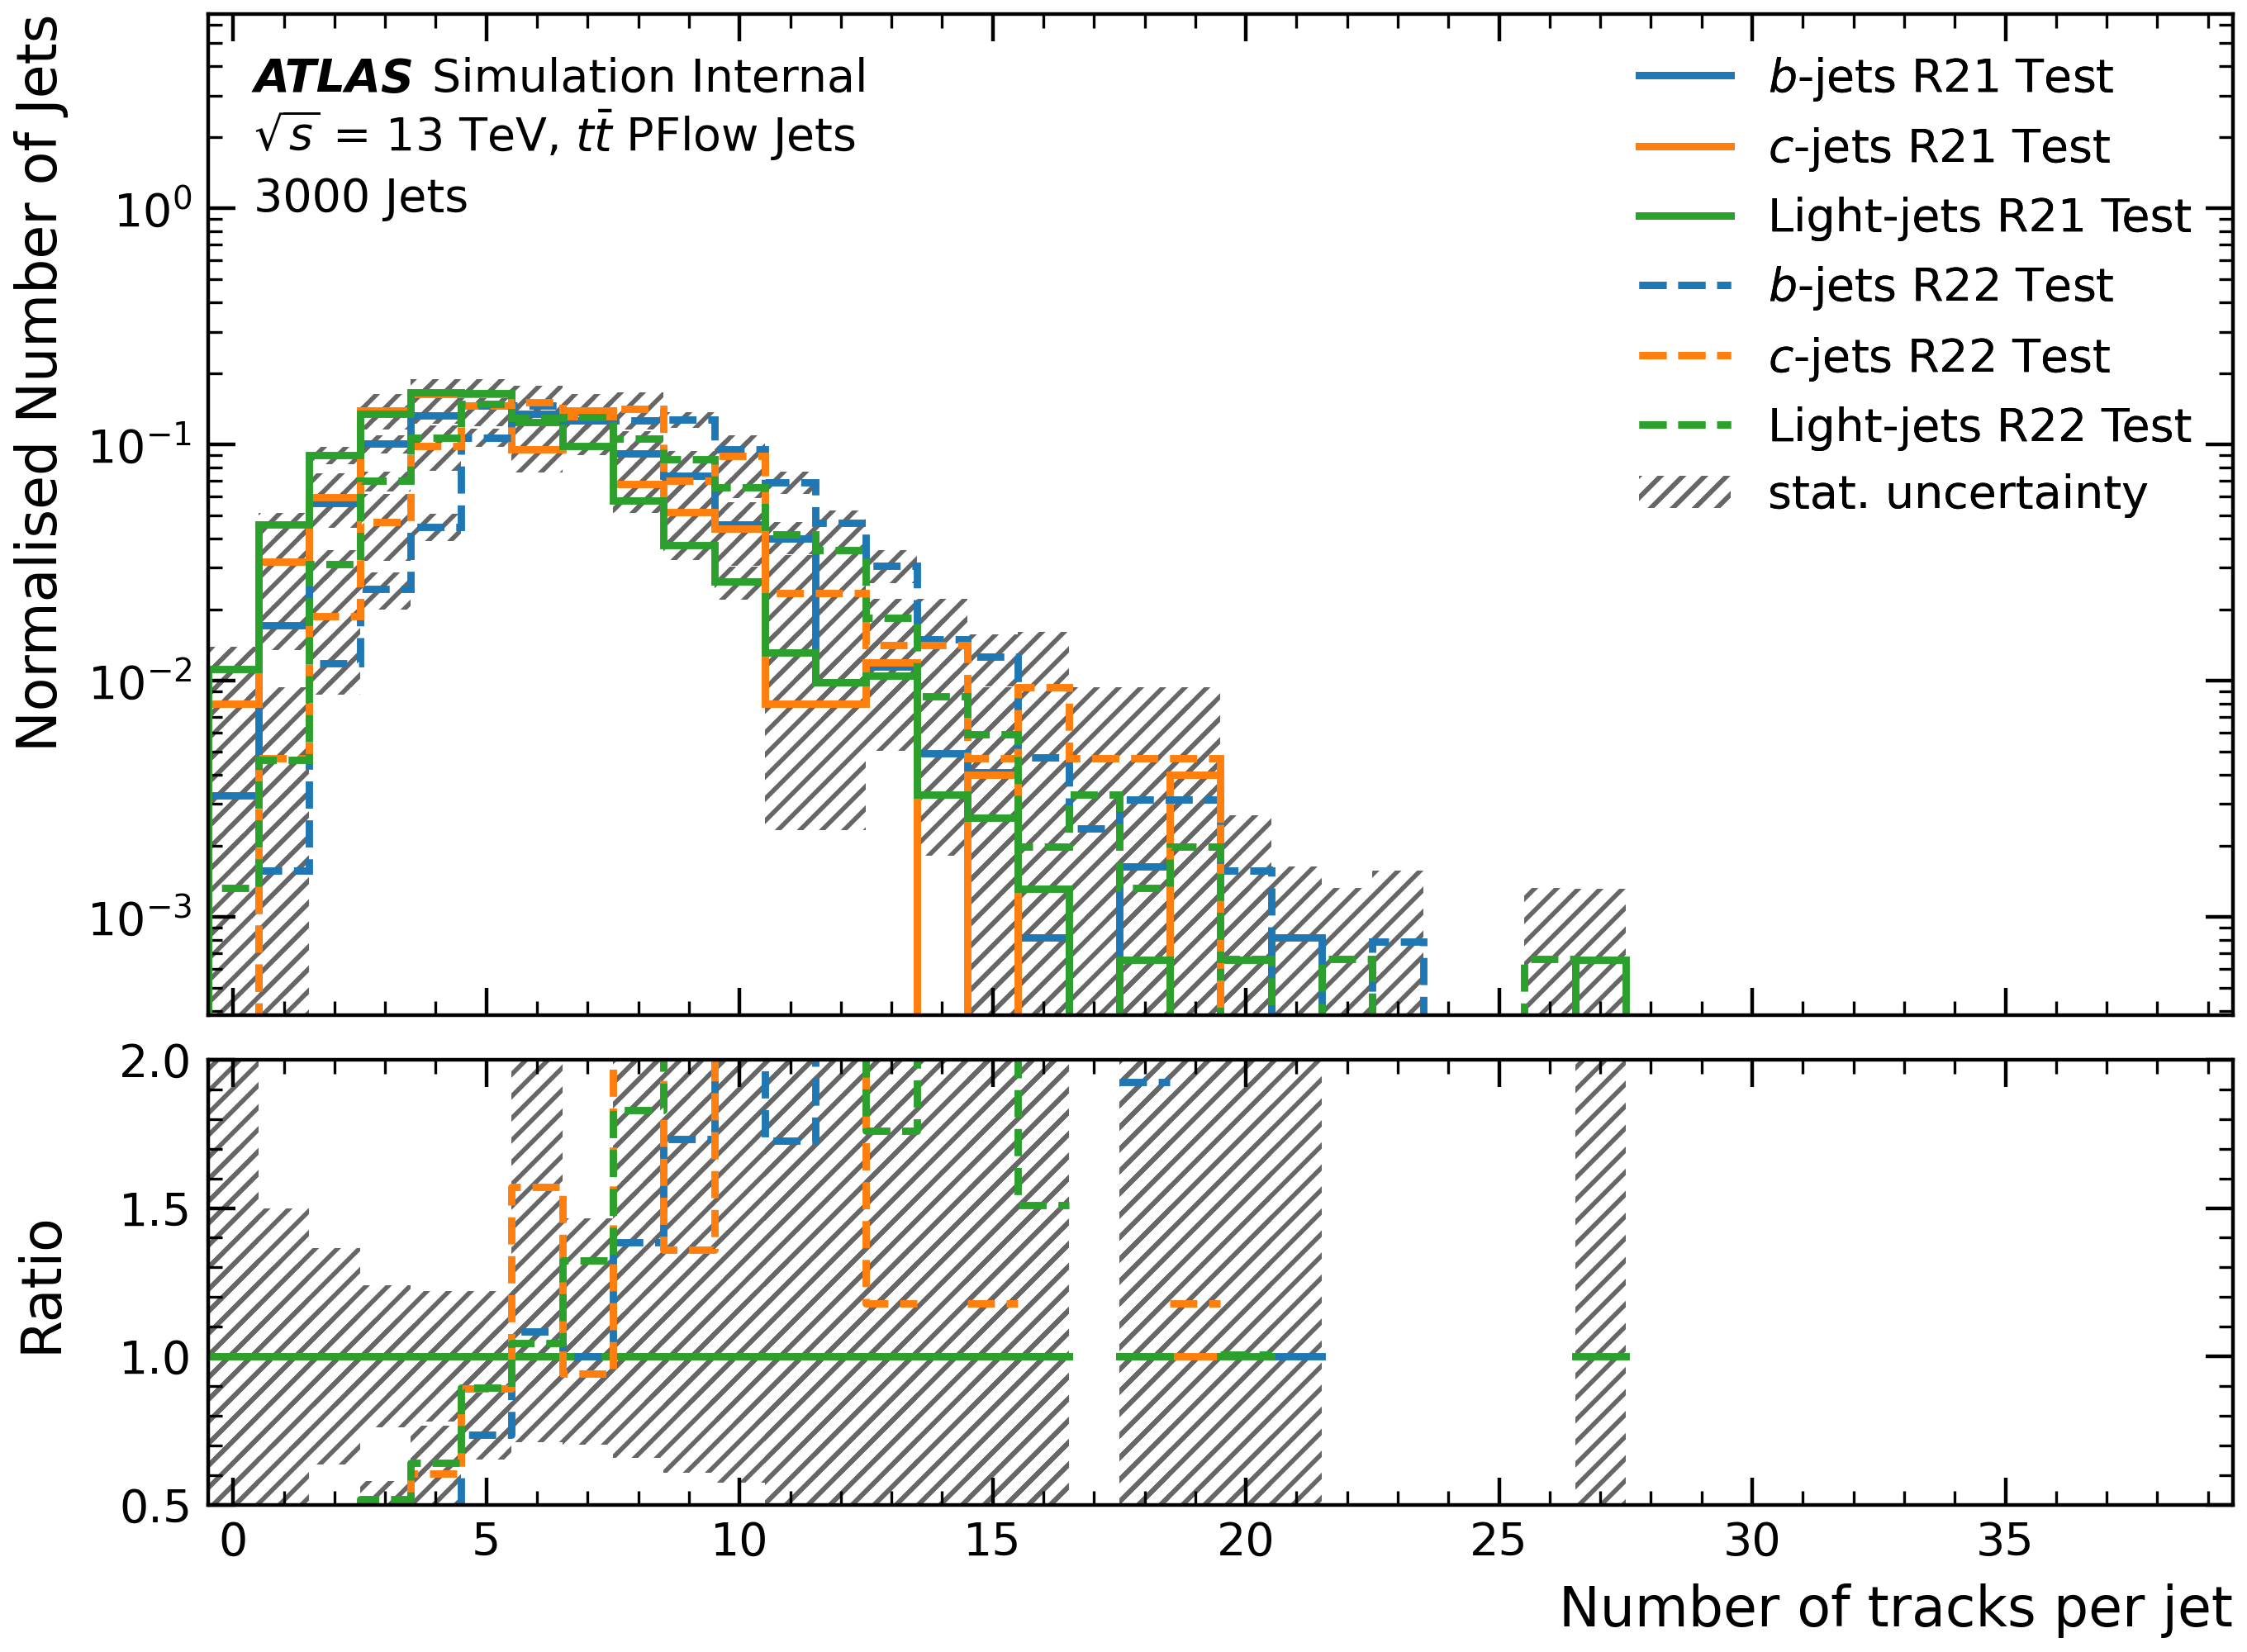 Normalised Number of Jets
ATLAS Simulation Internal
√s = 13 TeV, tt̄ PFlow Jets
3000 Jets
b-jets R21 Test
c-jets R21 Test
Light-jets R21 Test
b-jets R22 Test
c-jets R22 Test
Light-jets R22 Test
stat. uncertainty
10⁰
10⁻¹
10⁻²
10⁻³
Ratio
2.0
1.5
1.0
0.5
0 5 10 15 20 25 30 35
Number of tracks per jet